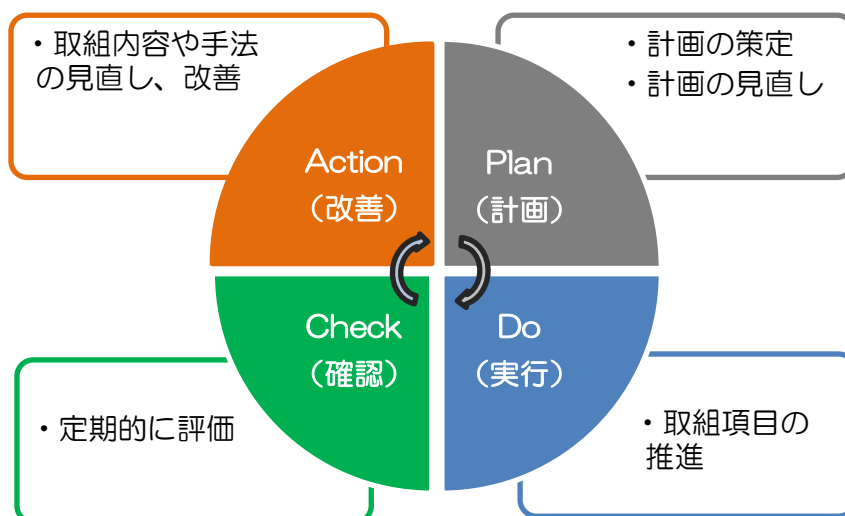 ・取組内容や手法
の見直し、改善
・計画の策定
・計画の見直し
Action
（改善）
Plan
（計画）
Check
（確認）
Do
（実行）
・定期的に評価
・取組項目の
推進